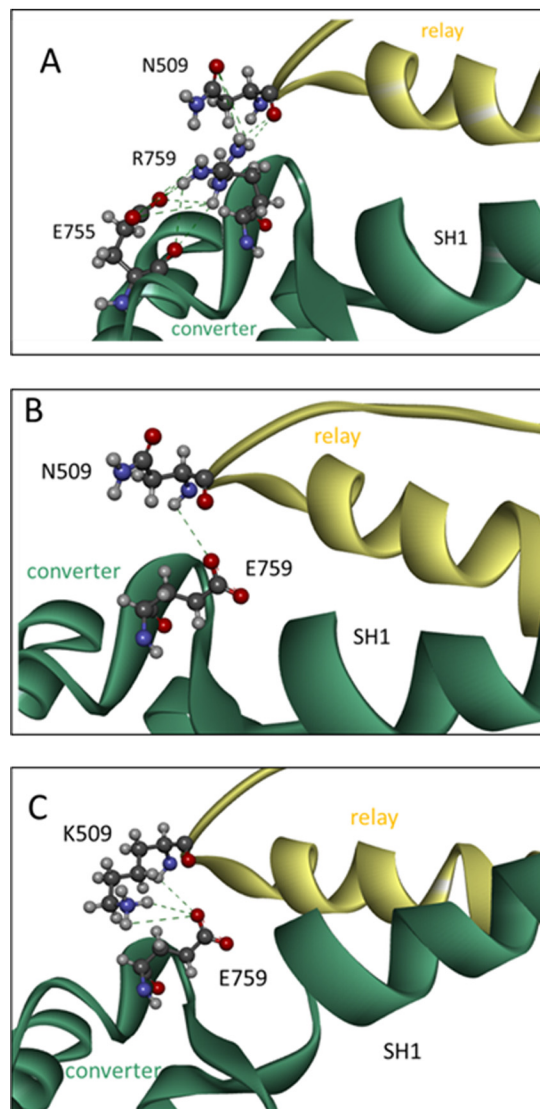 A
N509
relay
R759
E755
SH1
converter
B
N509
relay
converter
E759
SH1
C
K509
relay
E759
SH1
converter